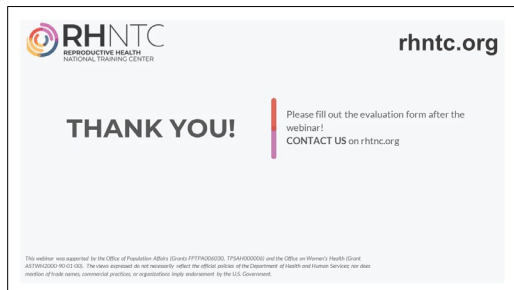 RHNTC
REPRODUCTIVE HEALTH
NATIONAL TRAINING CENTER
rhntc.org
THANK YOU!
Please fill out the evaluation form after the
webinar!
CONTACT US on rhtnc.org
This webinar was supported by the Office of Population Affairs (Grants FPTPA006030, TPSAH000006) and the Office on Women's Health (Grant
ASTWH2000-90-01-00). The views expressed do not necessarily reflect the official policies of the Department of Health and Human Services; nor does
mention of trade names, commercial practices, or organizations imply endorsement by the U.S. Government.